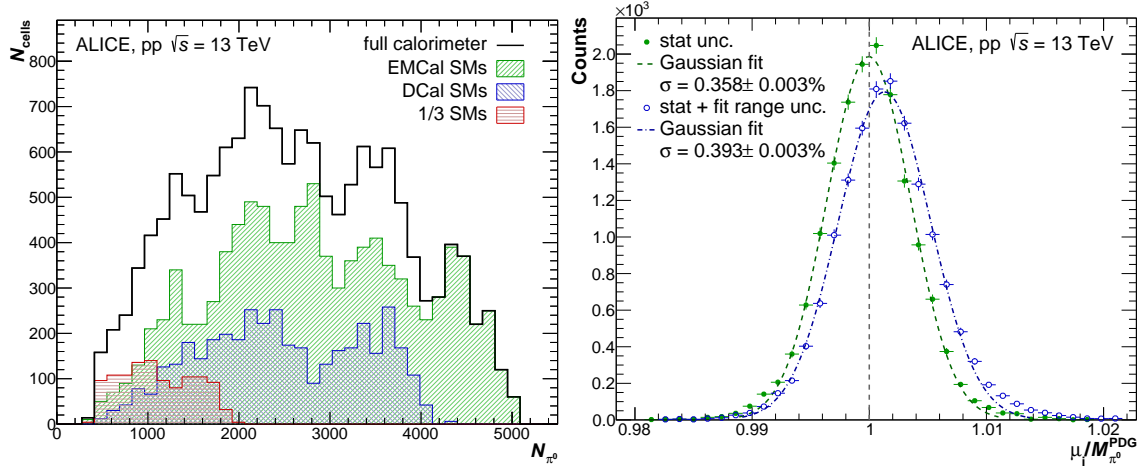 N_cells
800
700
600
500
400
300
200
100
0
0 1000 2000 3000 4000 5000
N_π⁰
ALICE, pp √s = 13 TeV
full calorimeter
EMCal SMs
DCal SMs
1/3 SMs
×10³
Counts
2.0
1.8
1.6
1.4
1.2
1.0
0.8
0.6
0.4
0.2
0.0
0.98 0.99 1 1.01 1.02
μ_i/M_π⁰^PDG
stat unc.
Gaussian fit
σ = 0.358± 0.003%
stat + fit range unc.
Gaussian fit
σ = 0.393± 0.003%
ALICE, pp √s = 13 TeV